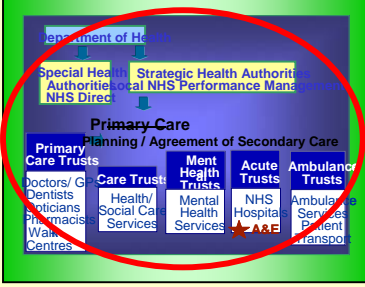 Department of Health
Special Health
Authorities
NHS Direct
Strategic Health Authorities
Local NHS Performance Management
Primary Care
Planning / Agreement of Secondary Care
Primary
Care Trusts
Doctors/ GPs
Dentists
Opticians
Pharmacists
Walk
Centres
Care Trusts
Health/
Social Care
Services
Mental
Health
Trusts
Mental
Health
Services
Acute
Trusts
NHS
Hospitals
A&E
Ambulance
Trusts
Ambulance
Services
Patient
Transport